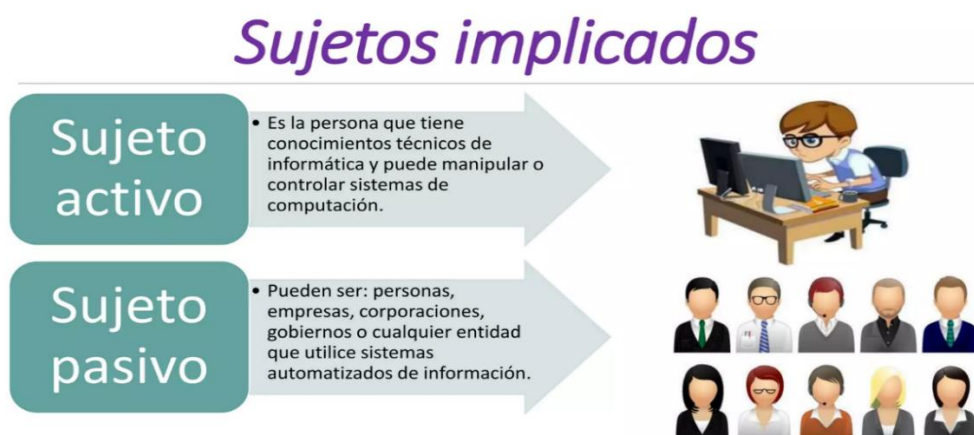 Sujetos implicados
Sujeto
activo
• Es la persona que tiene
conocimientos técnicos de
informática y puede manipular o
controlar sistemas de
computación.
Sujeto
pasivo
• Pueden ser: personas,
empresas, corporaciones,
gobiernos o cualquier entidad
que utilice sistemas
automatizados de información.